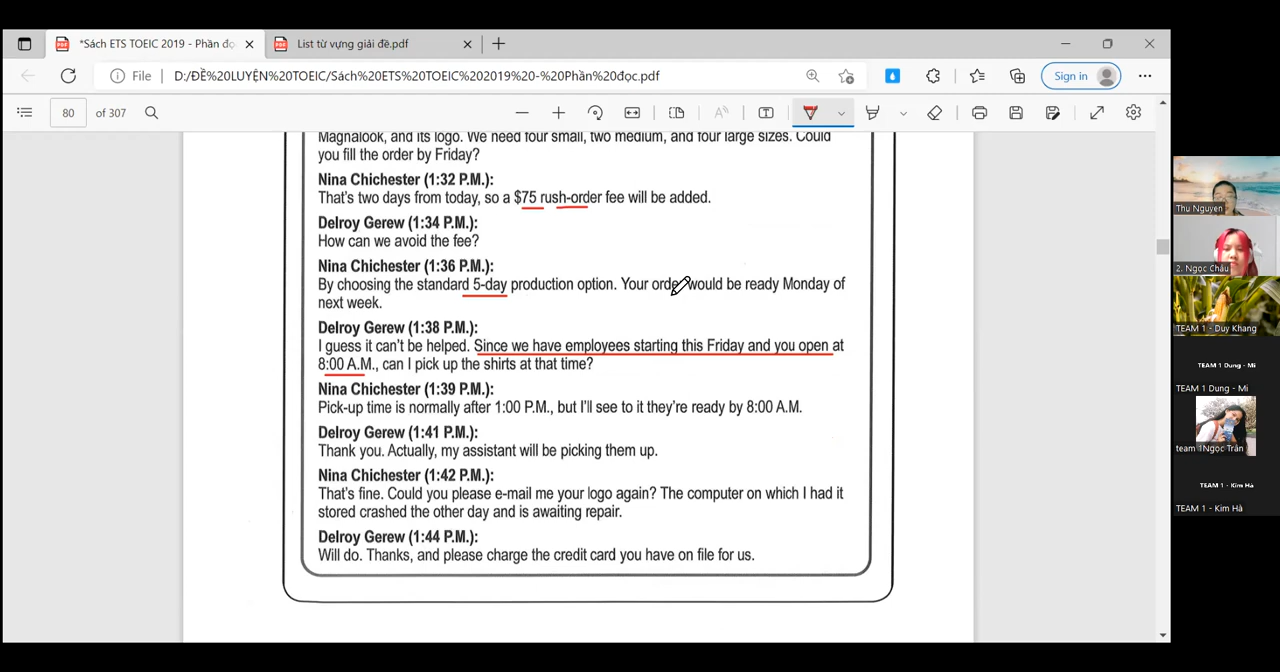 *Sách ETS TOEIC 2019 - Phần đọ
List từ vựng giải đề.pdf
File
D:/ĐỀ%20LUYỆN%20TOEIC/Sách%20ETS%20TOEIC%202019%20-%20Phần%20đọc.pdf
Sign in
80
of 307
Magnalook, and its logo. We need four small, two medium, and four large sizes. Could
you fill the order by Friday?
Nina Chichester (1:32 P.M.):
That's two days from today, so a $75 rush-order fee will be added.
Delroy Gerew (1:34 P.M.):
How can we avoid the fee?
Nina Chichester (1:36 P.M.):
By choosing the standard 5-day production option. Your order would be ready Monday of
next week.
Delroy Gerew (1:38 P.M.):
I guess it can't be helped. Since we have employees starting this Friday and you open at
8:00 A.M., can I pick up the shirts at that time?
Nina Chichester (1:39 P.M.):
Pick-up time is normally after 1:00 P.M., but I'll see to it they're ready by 8:00 A.M.
Delroy Gerew (1:41 P.M.):
Thank you. Actually, my assistant will be picking them up.
Nina Chichester (1:42 P.M.):
That's fine. Could you please e-mail me your logo again? The computer on which I had it
stored crashed the other day and is awaiting repair.
Delroy Gerew (1:44 P.M.):
Will do. Thanks, and please charge the credit card you have on file for us.
Thu Nguyen
2. Ngọc Châu
TEAM 1 - Duy Khang
TEAM 1 Dung - Mi
TEAM 1 Dung - Mi
team 1Ngọc Trân
TEAM 1 - Kim Hà
TEAM 1 - Kim Hà